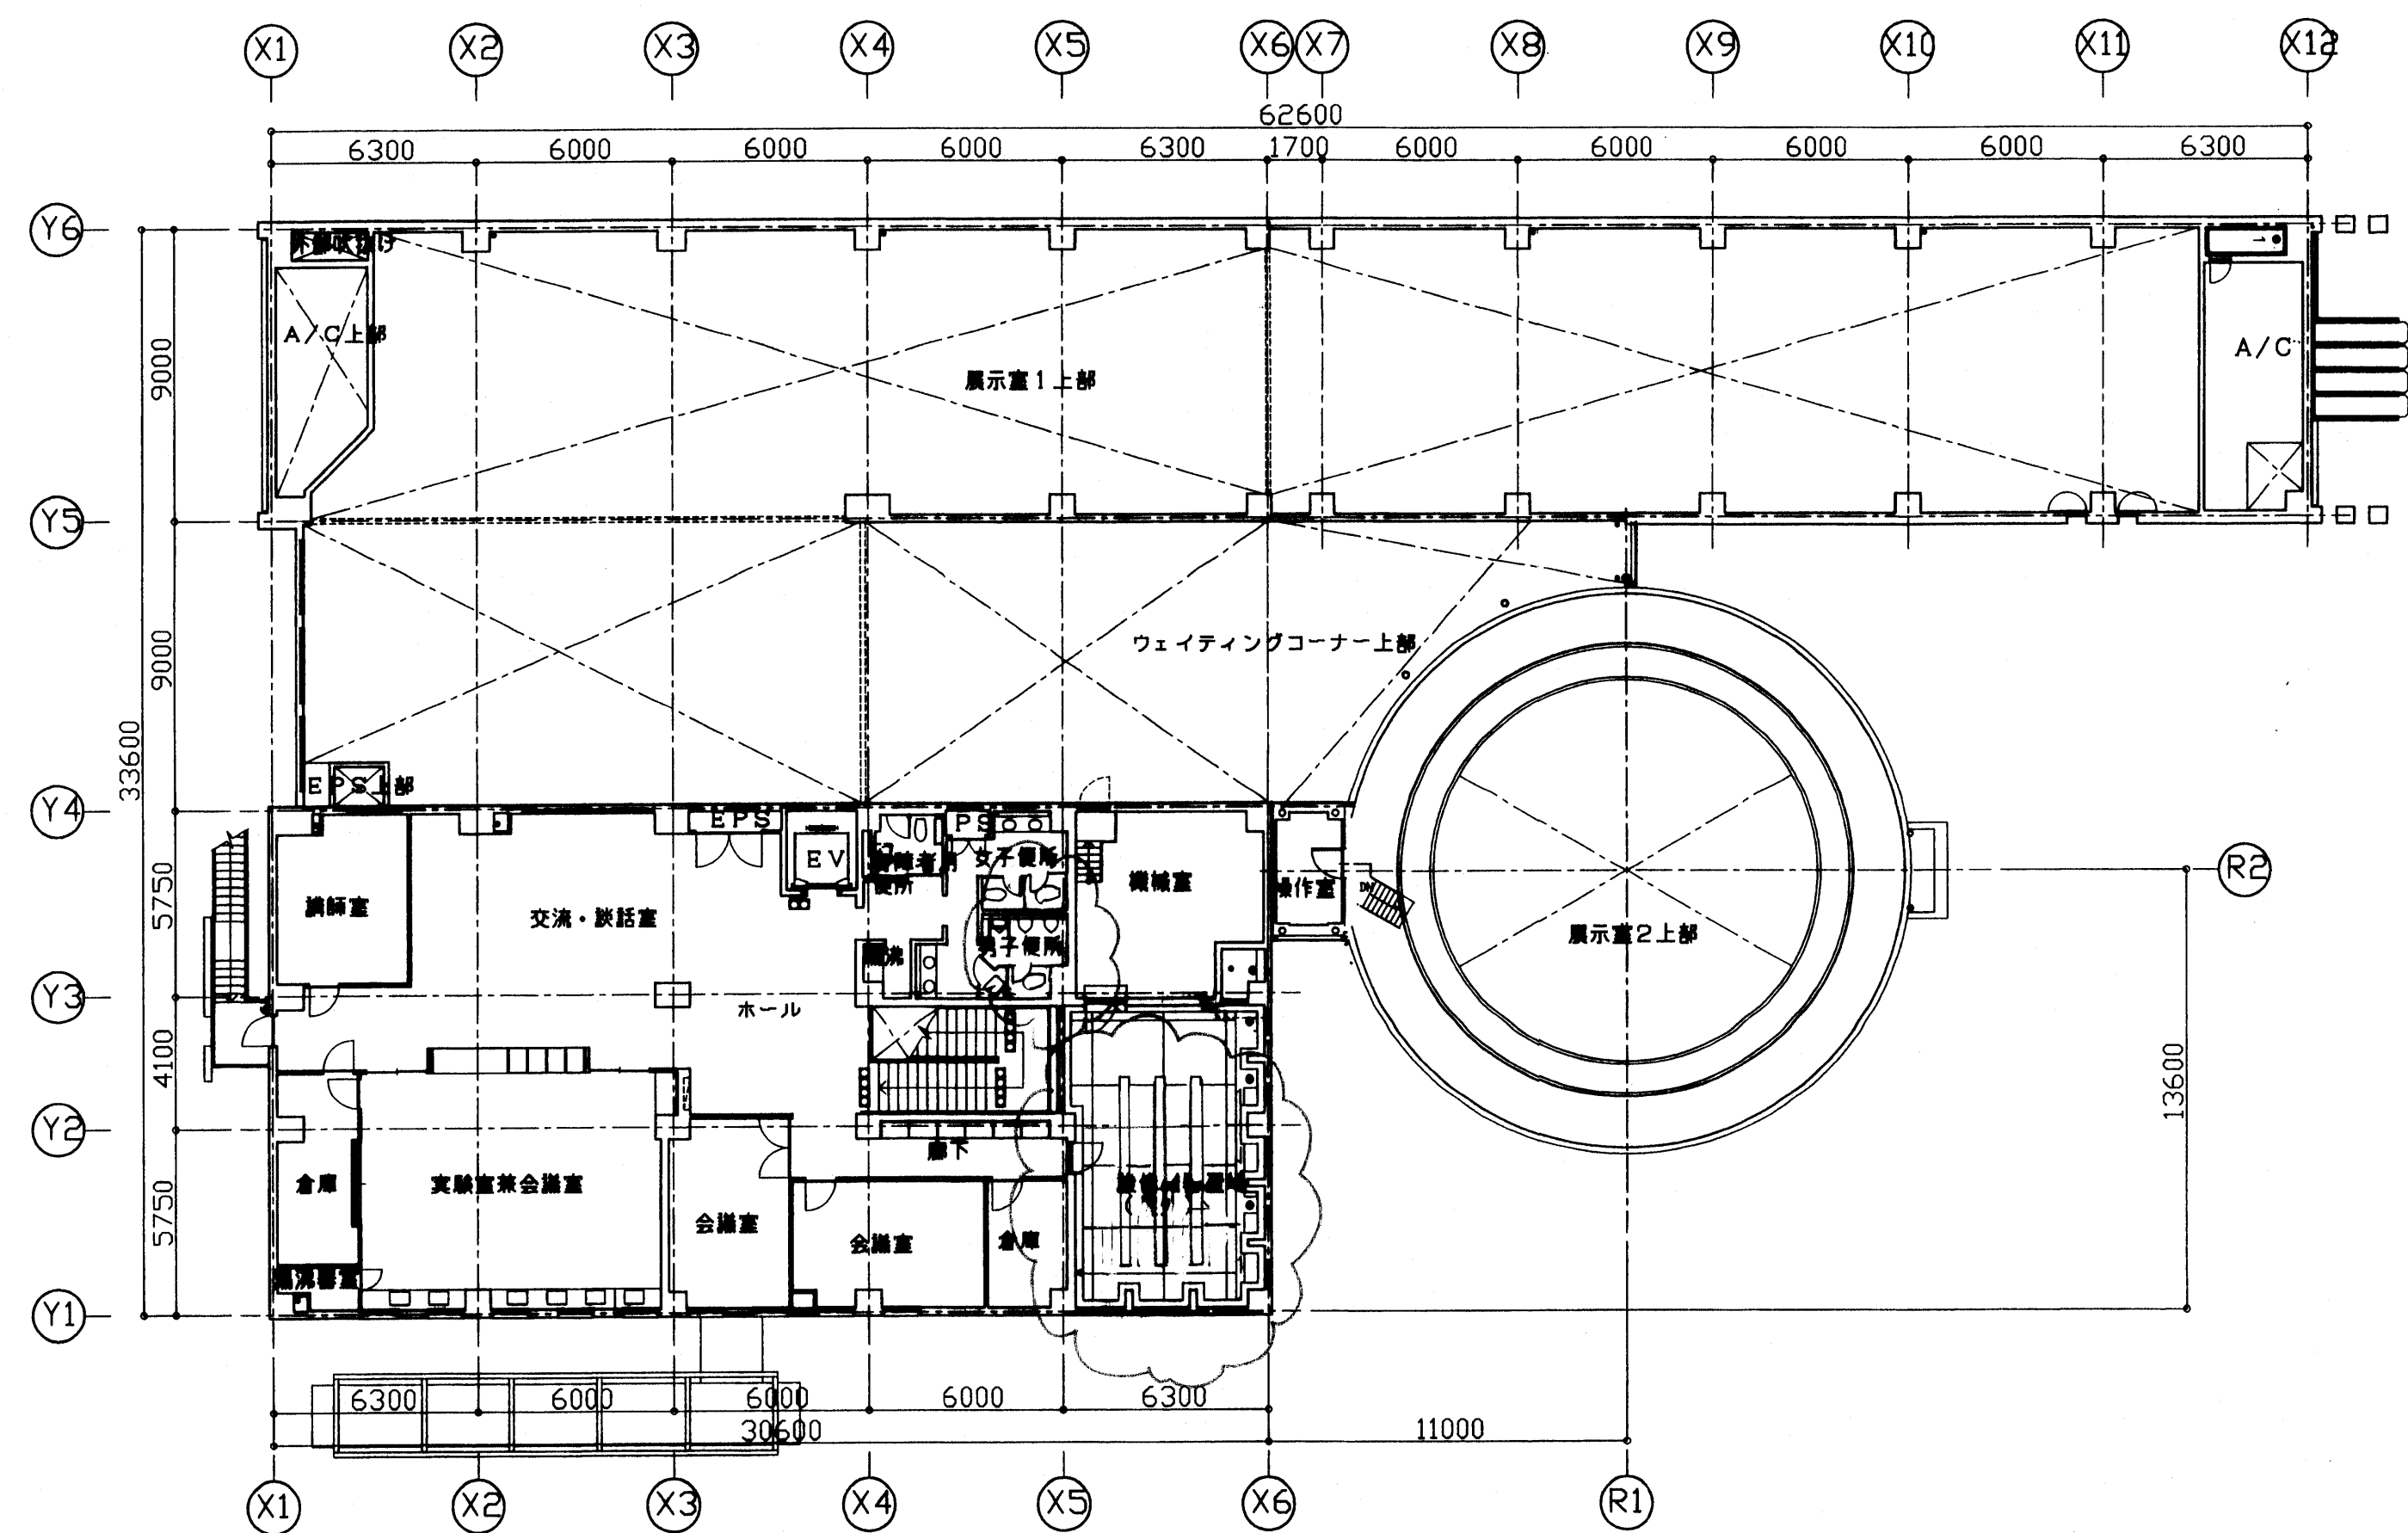 X1 X2 X3 X4 X5 X6 X7 X8 X9 X10 X11 X12
62600
6300 6000 6000 6000 6300 1700 6000 6000 6000 6000 6300
Y6
A/C上部
A/C
9000
展示室1上部
Y5
9000
ウェイティングコーナー上部
33600
EPS上部
Y4
EPS
EV
PS
女子便所
便所
機械室
操作室
DN
R2
講師室
交流・談話室
5750
展示室2上部
男子便所
Y3
ホール
4100
13600
Y2
廊下
倉庫
実験室兼会議室
5750
会議室
会議室
倉庫
Y1
6300 6000 6000 6000 6300
30600
11000
X1 X2 X3 X4 X5 X6 R1